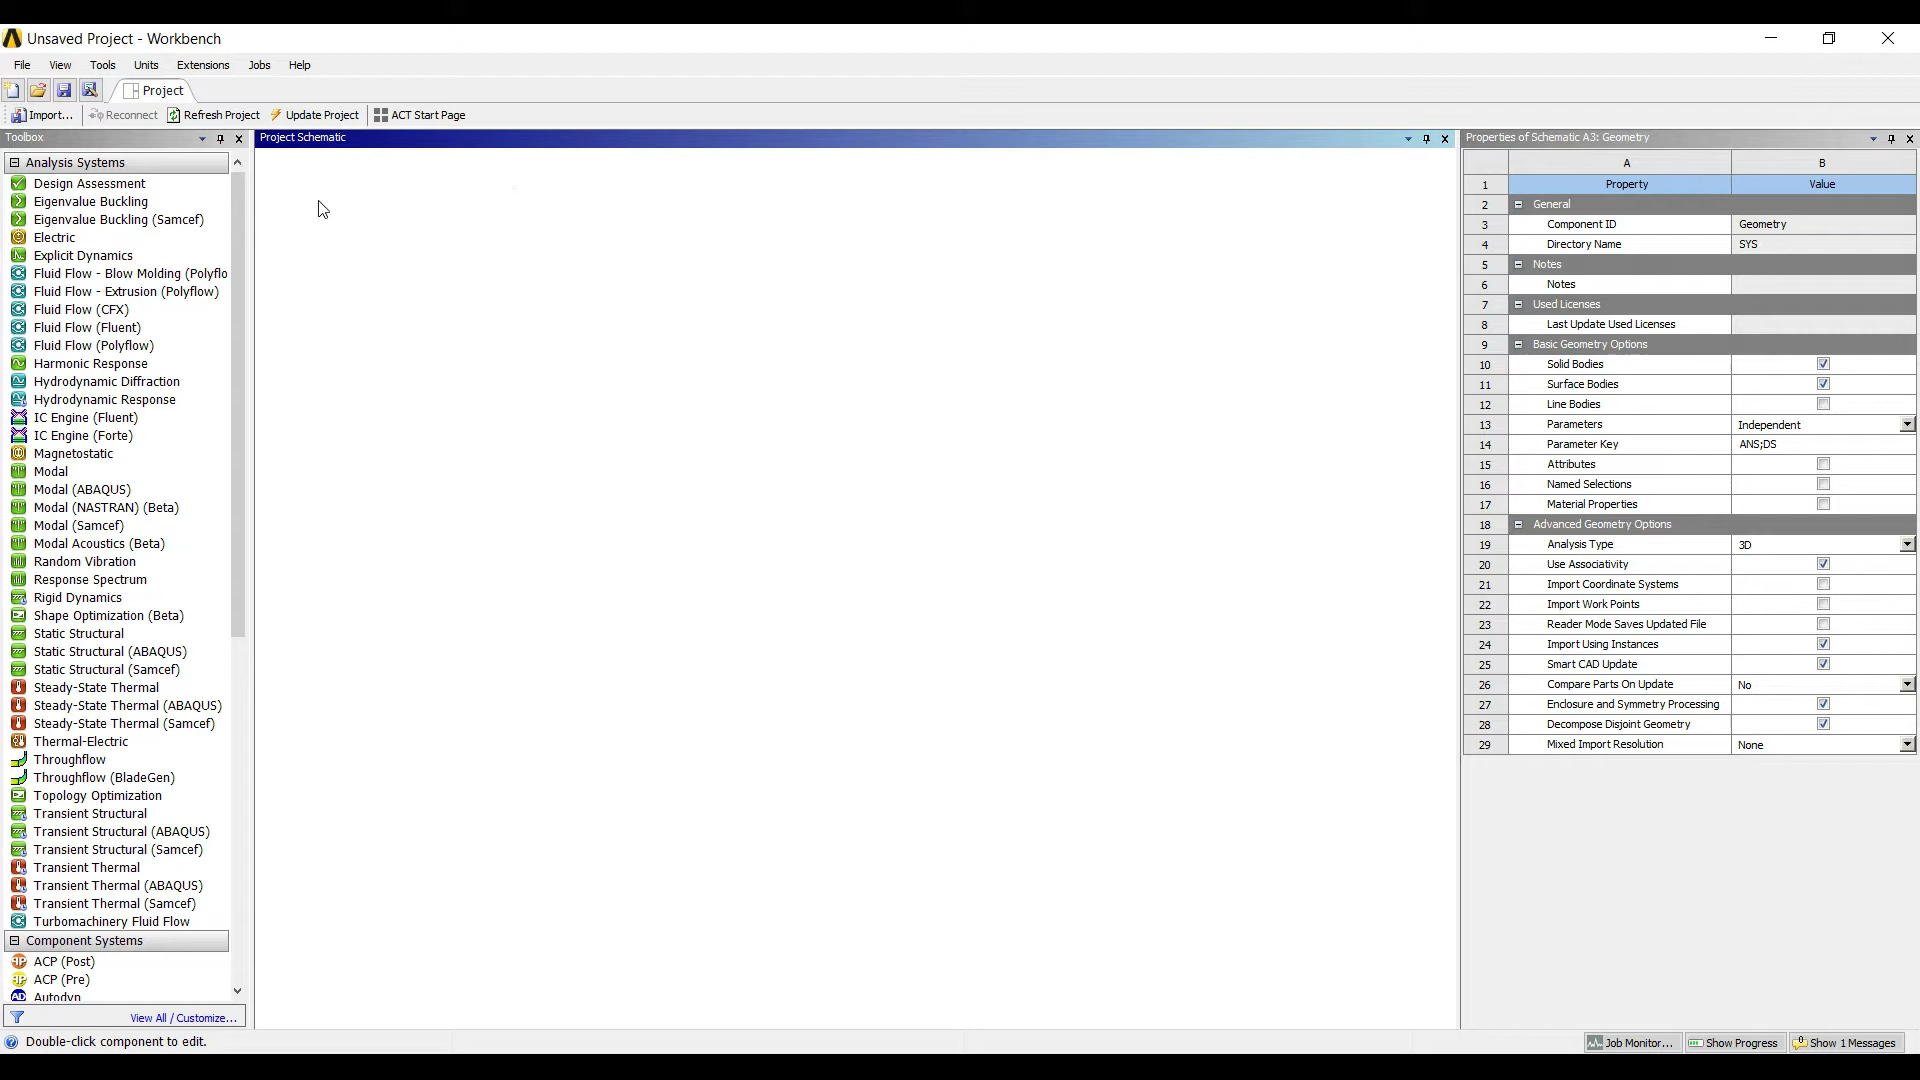 Unsaved Project - Workbench
File View Tools Units Extensions Jobs Help
Project
Import... Reconnect Refresh Project Update Project ACT Start Page
Toolbox
Analysis Systems
Design Assessment
Eigenvalue Buckling
Eigenvalue Buckling (Samcef)
Electric
Explicit Dynamics
Fluid Flow - Blow Molding (Polyflo
Fluid Flow - Extrusion (Polyflow)
Fluid Flow (CFX)
Fluid Flow (Fluent)
Fluid Flow (Polyflow)
Harmonic Response
Hydrodynamic Diffraction
Hydrodynamic Response
IC Engine (Fluent)
IC Engine (Forte)
Magnetostatic
Modal
Modal (ABAQUS)
Modal (NASTRAN) (Beta)
Modal (Samcef)
Modal Acoustics (Beta)
Random Vibration
Response Spectrum
Rigid Dynamics
Shape Optimization (Beta)
Static Structural
Static Structural (ABAQUS)
Static Structural (Samcef)
Steady-State Thermal
Steady-State Thermal (ABAQUS)
Steady-State Thermal (Samcef)
Thermal-Electric
Throughflow
Throughflow (BladeGen)
Topology Optimization
Transient Structural
Transient Structural (ABAQUS)
Transient Structural (Samcef)
Transient Thermal
Transient Thermal (ABAQUS)
Transient Thermal (Samcef)
Turbomachinery Fluid Flow
Component Systems
ACP (Post)
ACP (Pre)
Autodyn
View All / Customize...
Project Schematic
Properties of Schematic A3: Geometry
A B
1 Property Value
2 General
3 Component ID Geometry
4 Directory Name SYS
5 Notes
6 Notes
7 Used Licenses
8 Last Update Used Licenses
9 Basic Geometry Options
10 Solid Bodies
11 Surface Bodies
12 Line Bodies
13 Parameters Independent
14 Parameter Key ANS;DS
15 Attributes
16 Named Selections
17 Material Properties
18 Advanced Geometry Options
19 Analysis Type 3D
20 Use Associativity
21 Import Coordinate Systems
22 Import Work Points
23 Reader Mode Saves Updated File
24 Import Using Instances
25 Smart CAD Update
26 Compare Parts On Update No
27 Enclosure and Symmetry Processing
28 Decompose Disjoint Geometry
29 Mixed Import Resolution None
Double-click component to edit.
Job Monitor... Show Progress Show 1 Messages